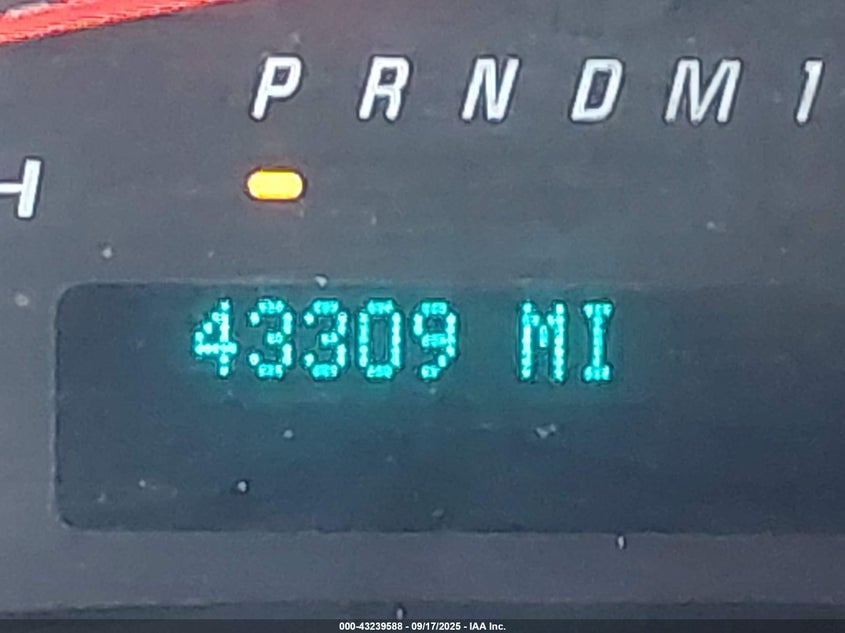 P R N D M 1
H
43309 MI
000-43239588 - 09/17/2025 - IAA Inc.